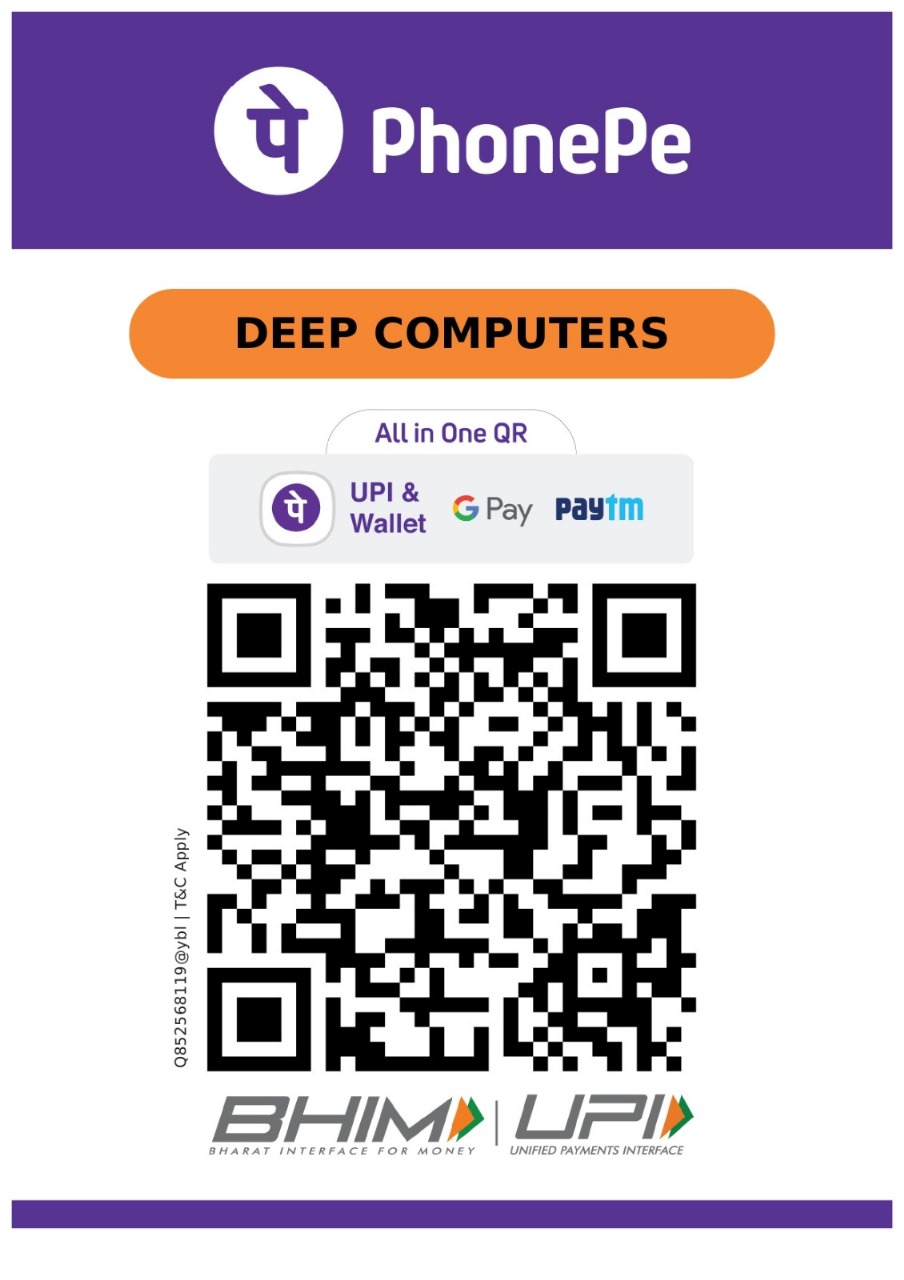 पे PhonePe
DEEP COMPUTERS
All in One QR
पे UPI & Wallet G Pay paytm
Q852568119@ybl | T&C Apply
BHIM | UPI
BHARAT INTERFACE FOR MONEY UNIFIED PAYMENTS INTERFACE